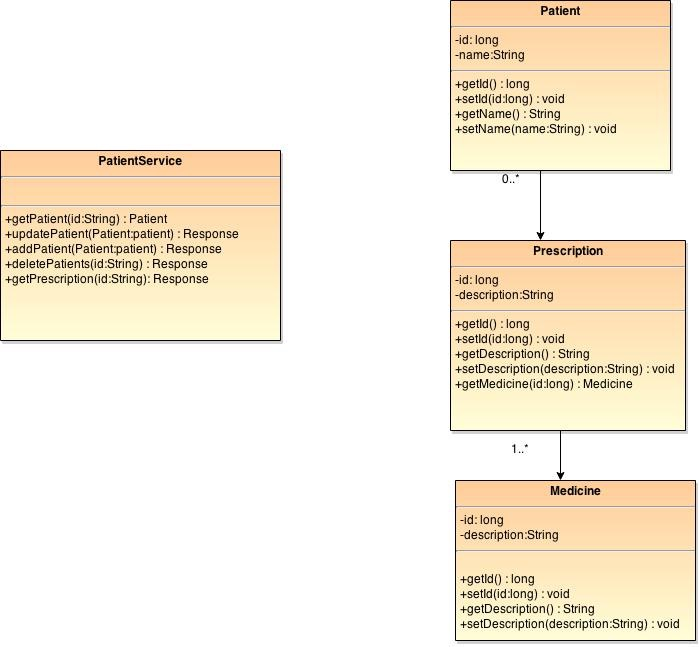 Patient
-id: long
-name:String
+getId() : long
+setId(id:long) : void
+getName() : String
+setName(name:String) : void
0..*
PatientService
+getPatient(id:String) : Patient
+updatePatient(Patient:patient) : Response
+addPatient(Patient:patient) : Response
+deletePatients(id:String) : Response
+getPrescription(id:String): Response
Prescription
-id: long
-description:String
+getId() : long
+setId(id:long) : void
+getDescription() : String
+setDescription(description:String) : void
+getMedicine(id:long) : Medicine
1..*
Medicine
-id: long
-description:String
+getId() : long
+setId(id:long) : void
+getDescription() : String
+setDescription(description:String) : void